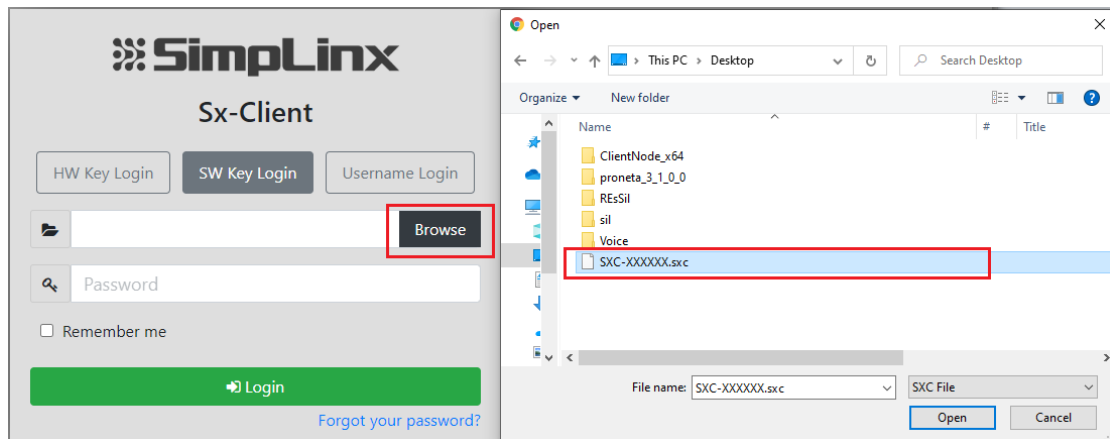 SimpLinx
Sx-Client
HW Key Login
SW Key Login
Username Login
Browse
Password
Remember me
Login
Forgot your password?
Open
This PC > Desktop
Search Desktop
Organize
New folder
Name
#
Title
ClientNode_x64
proneta_3_1_0_0
REsSil
sil
Voice
SXC-XXXXXX.sxc
File name:
SXC-XXXXXX.sxc
SXC File
Open
Cancel